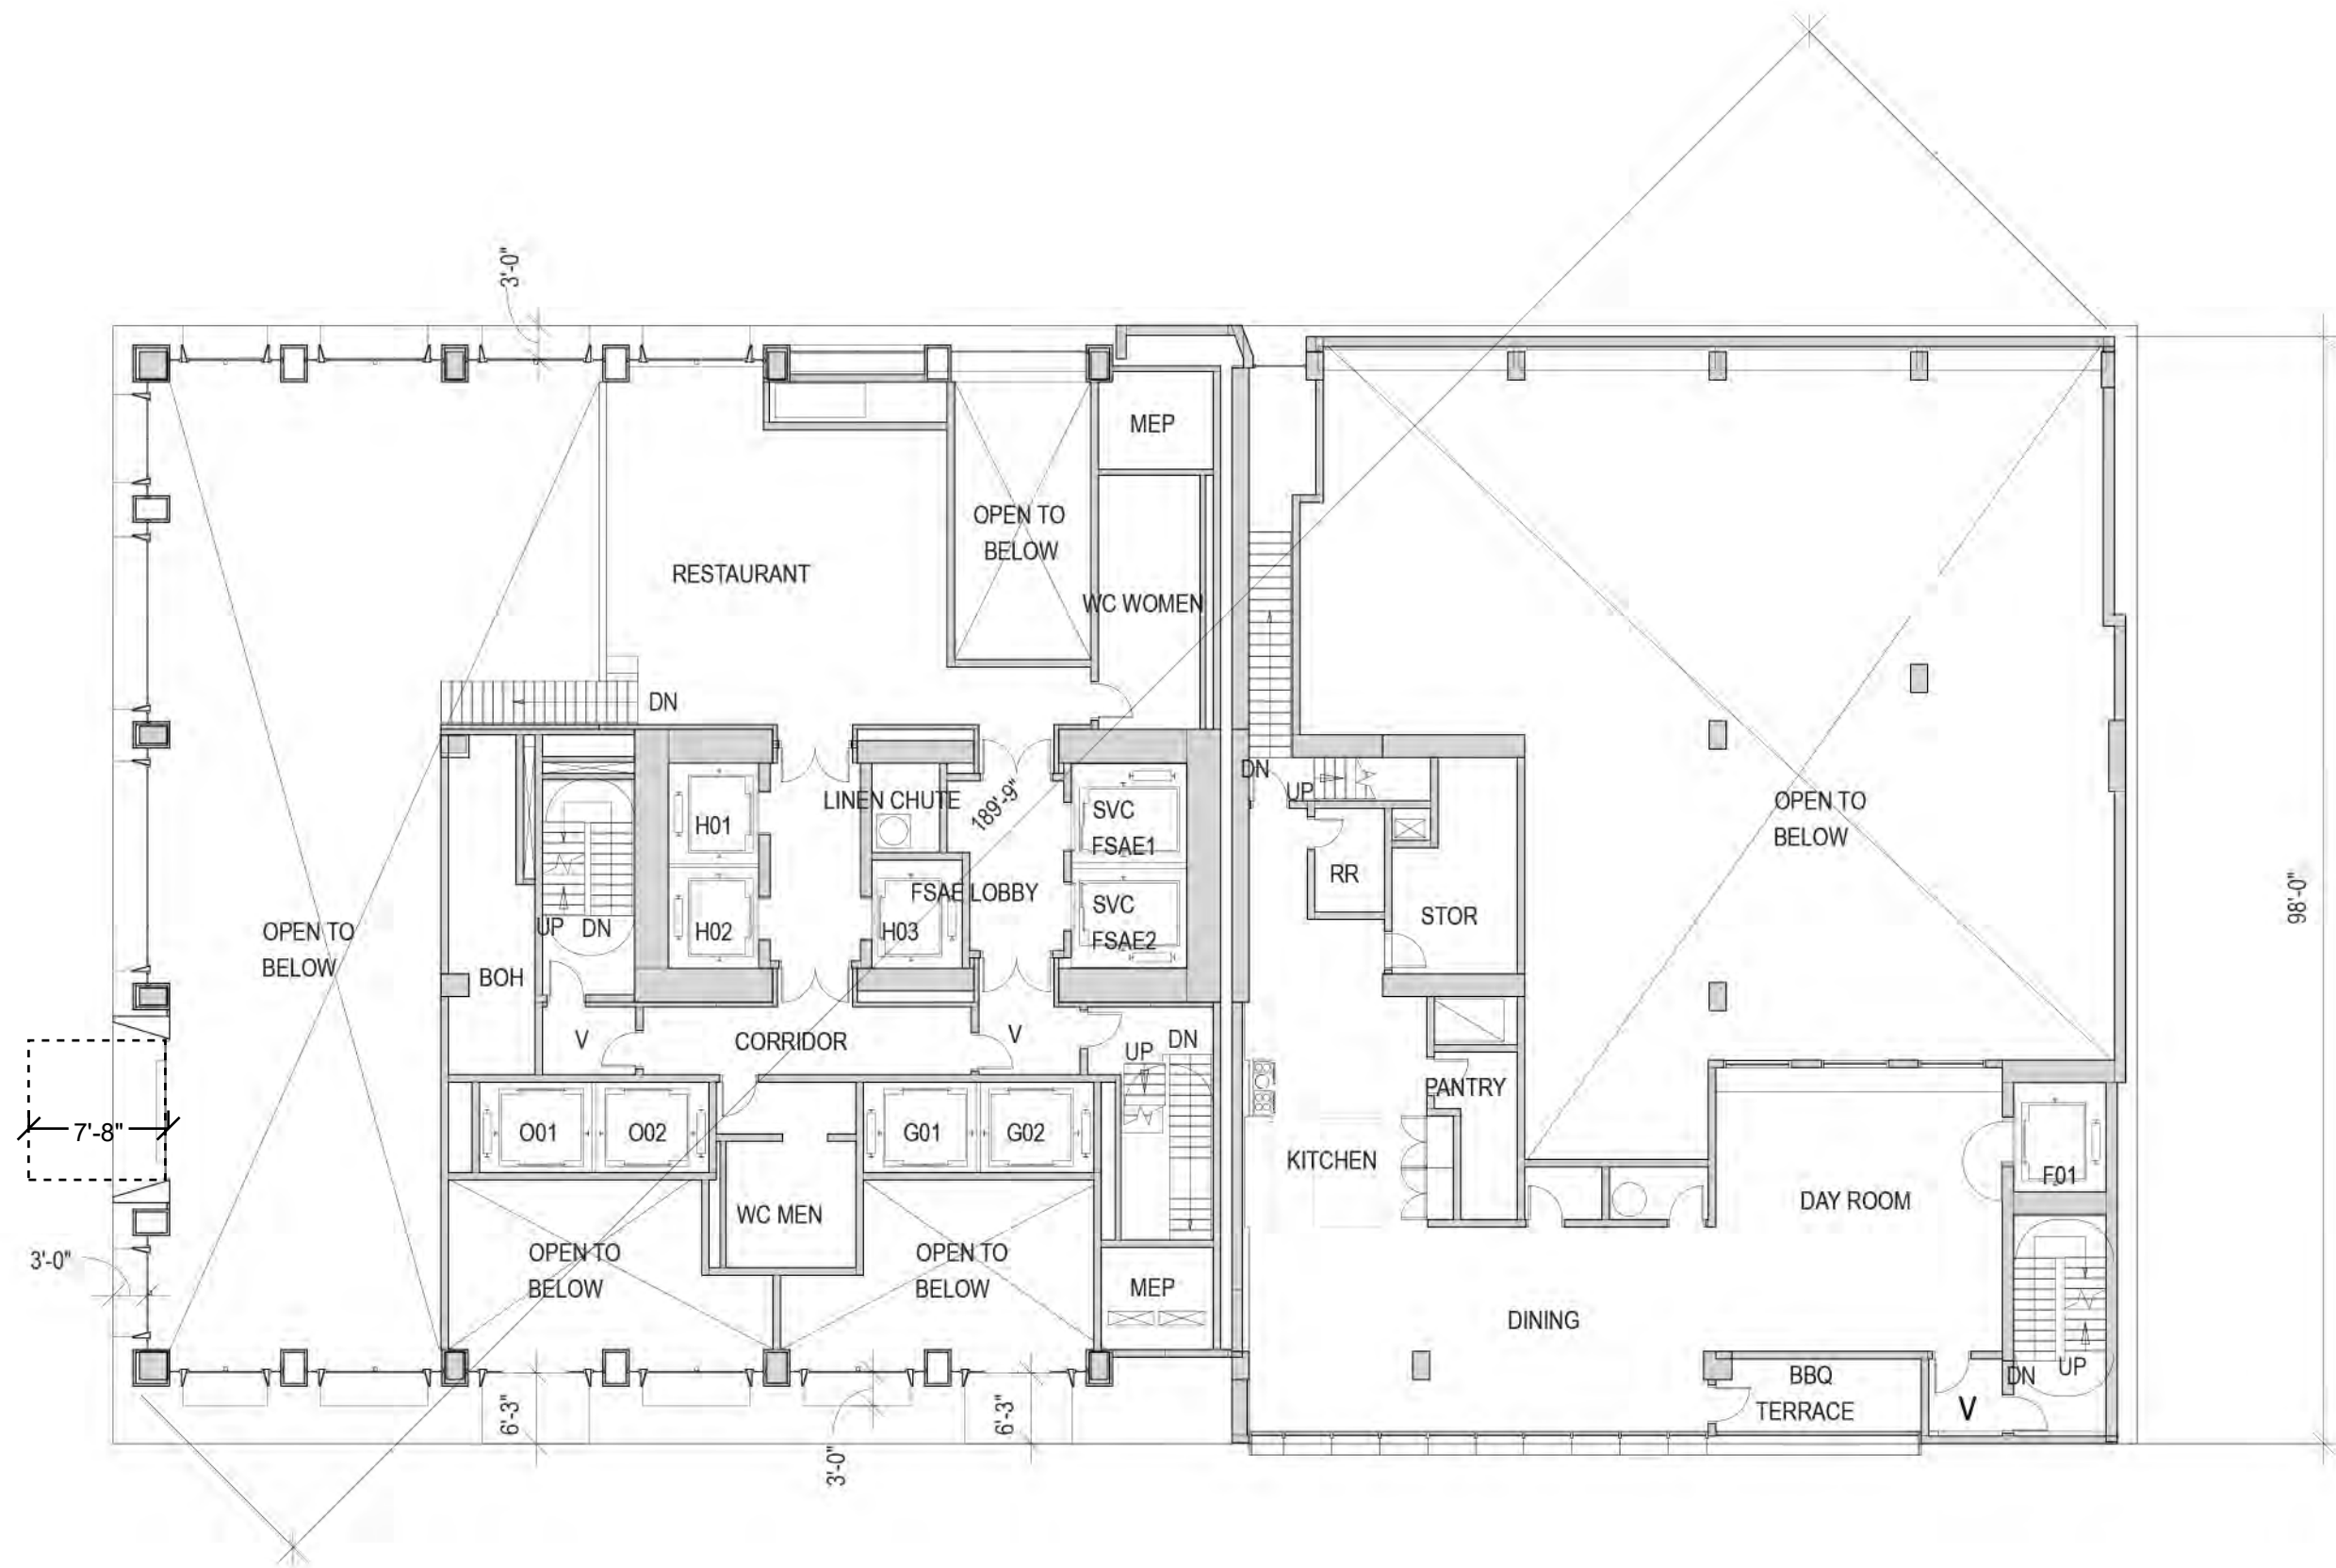 3'-0"
MEP
OPEN TO
BELOW
RESTAURANT
WC WOMEN
DN
DN
UP
LINEN CHUTE
189'-9"
H01
SVC
FSAE1
OPEN TO
BELOW
RR
FSAE LOBBY
STOR
98'-0"
H02
H03
SVC
FSAE2
UP
DN
OPEN TO
BELOW
BOH
V
CORRIDOR
V
UP
DN
PANTRY
7'-8"
O01
O02
G01
G02
KITCHEN
F01
DAY ROOM
WC MEN
3'-0"
OPEN TO
BELOW
OPEN TO
BELOW
MEP
DINING
DN
UP
BBQ
TERRACE
V
6'-3"
3'-0"
6'-3"